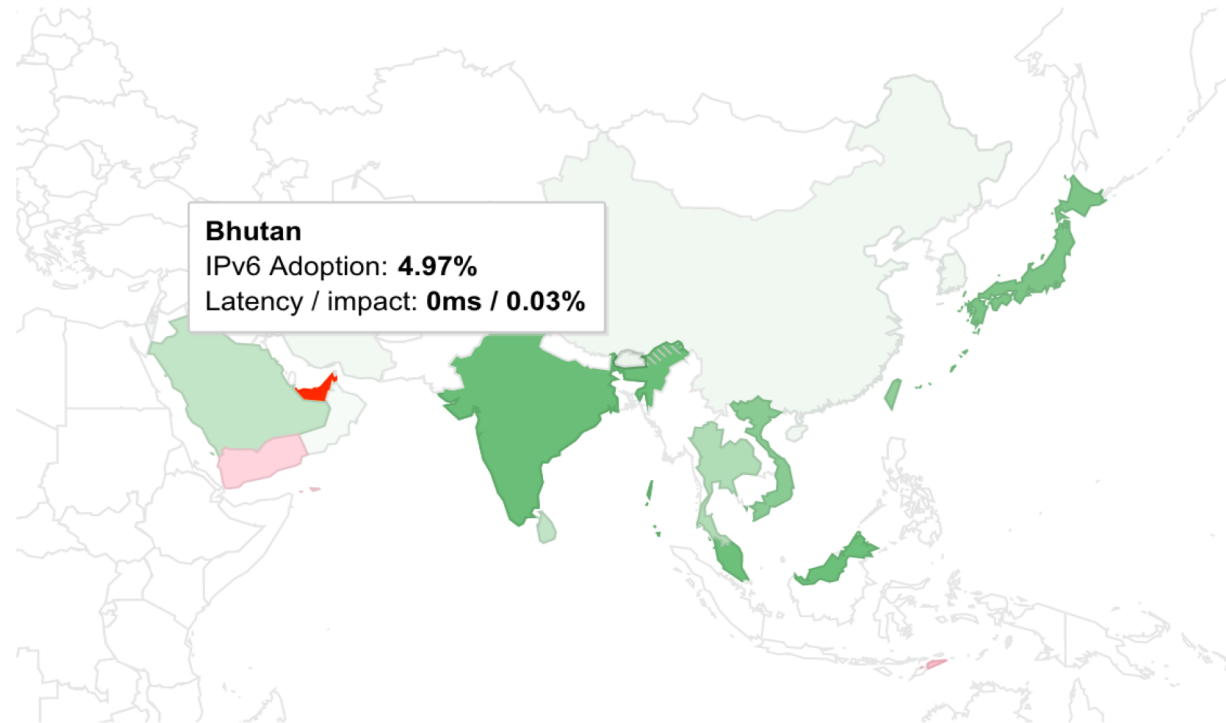 Bhutan
IPv6 Adoption: 4.97%
Latency / impact: 0ms / 0.03%